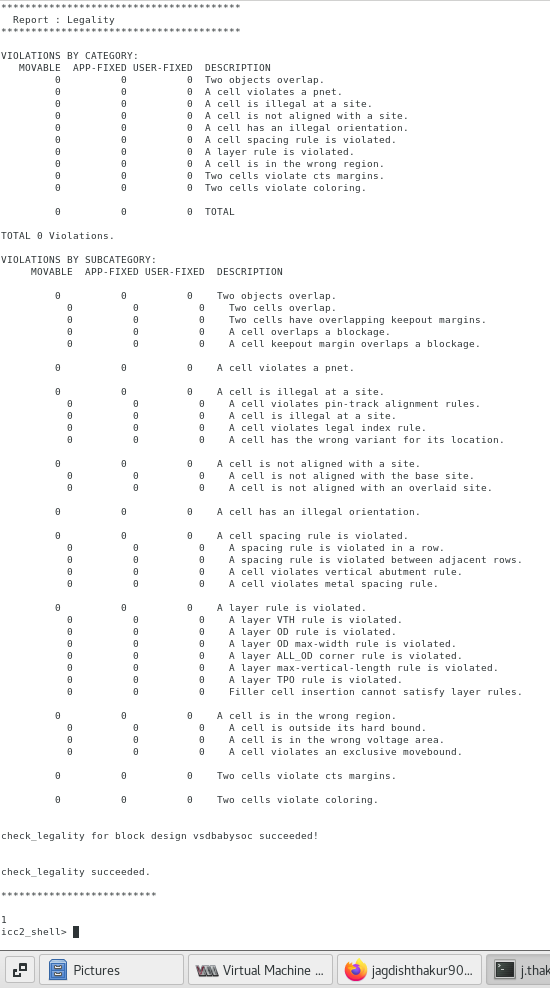 ****************************************
  Report : Legality
****************************************

VIOLATIONS BY CATEGORY:
   MOVABLE  APP-FIXED USER-FIXED  DESCRIPTION
         0          0          0  Two objects overlap.
         0          0          0  A cell violates a pnet.
         0          0          0  A cell is illegal at a site.
         0          0          0  A cell is not aligned with a site.
         0          0          0  A cell has an illegal orientation.
         0          0          0  A cell spacing rule is violated.
         0          0          0  A layer rule is violated.
         0          0          0  A cell is in the wrong region.
         0          0          0  Two cells violate cts margins.
         0          0          0  Two cells violate coloring.

         0          0          0  TOTAL

TOTAL 0 Violations.

VIOLATIONS BY SUBCATEGORY:
     MOVABLE  APP-FIXED USER-FIXED  DESCRIPTION

         0          0          0    Two objects overlap.
           0          0          0    Two cells overlap.
           0          0          0    Two cells have overlapping keepout margins.
           0          0          0    A cell overlaps a blockage.
           0          0          0    A cell keepout margin overlaps a blockage.

         0          0          0    A cell violates a pnet.

         0          0          0    A cell is illegal at a site.
           0          0          0    A cell violates pin-track alignment rules.
           0          0          0    A cell is illegal at a site.
           0          0          0    A cell violates legal index rule.
           0          0          0    A cell has the wrong variant for its location.

         0          0          0    A cell is not aligned with a site.
           0          0          0    A cell is not aligned with the base site.
           0          0          0    A cell is not aligned with an overlaid site.

         0          0          0    A cell has an illegal orientation.

         0          0          0    A cell spacing rule is violated.
           0          0          0    A spacing rule is violated in a row.
           0          0          0    A spacing rule is violated between adjacent rows.
           0          0          0    A cell violates vertical abutment rule.
           0          0          0    A cell violates metal spacing rule.

         0          0          0    A layer rule is violated.
           0          0          0    A layer VTH rule is violated.
           0          0          0    A layer OD rule is violated.
           0          0          0    A layer OD max-width rule is violated.
           0          0          0    A layer ALL_OD corner rule is violated.
           0          0          0    A layer max-vertical-length rule is violated.
           0          0          0    A layer TPO rule is violated.
           0          0          0    Filler cell insertion cannot satisfy layer rules.

         0          0          0    A cell is in the wrong region.
           0          0          0    A cell is outside its hard bound.
           0          0          0    A cell is in the wrong voltage area.
           0          0          0    A cell violates an exclusive movebound.

         0          0          0    Two cells violate cts margins.

         0          0          0    Two cells violate coloring.


check_legality for block design vsdbabysoc succeeded!


check_legality succeeded.

**************************

1
icc2_shell>
Pictures
Virtual Machine ...
jagdishthakur90...
j.thak